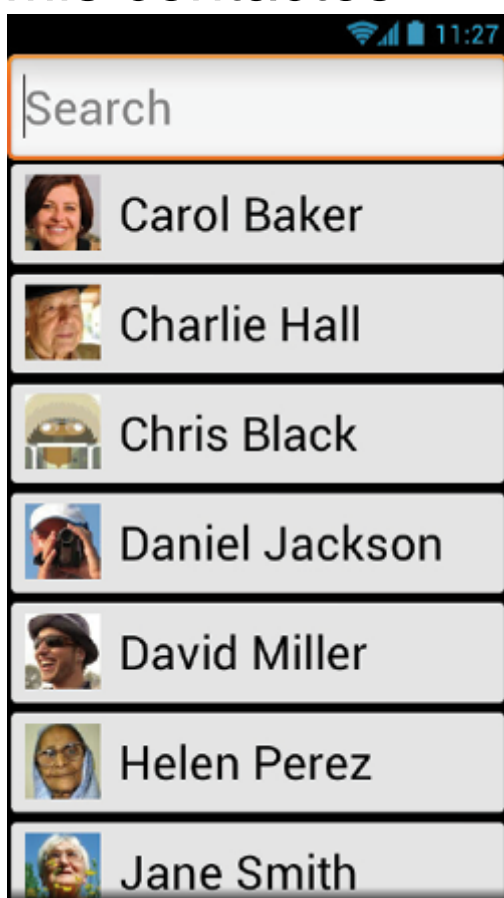 11:27
Search
Carol Baker
Charlie Hall
Chris Black
Daniel Jackson
David Miller
Helen Perez
Jane Smith